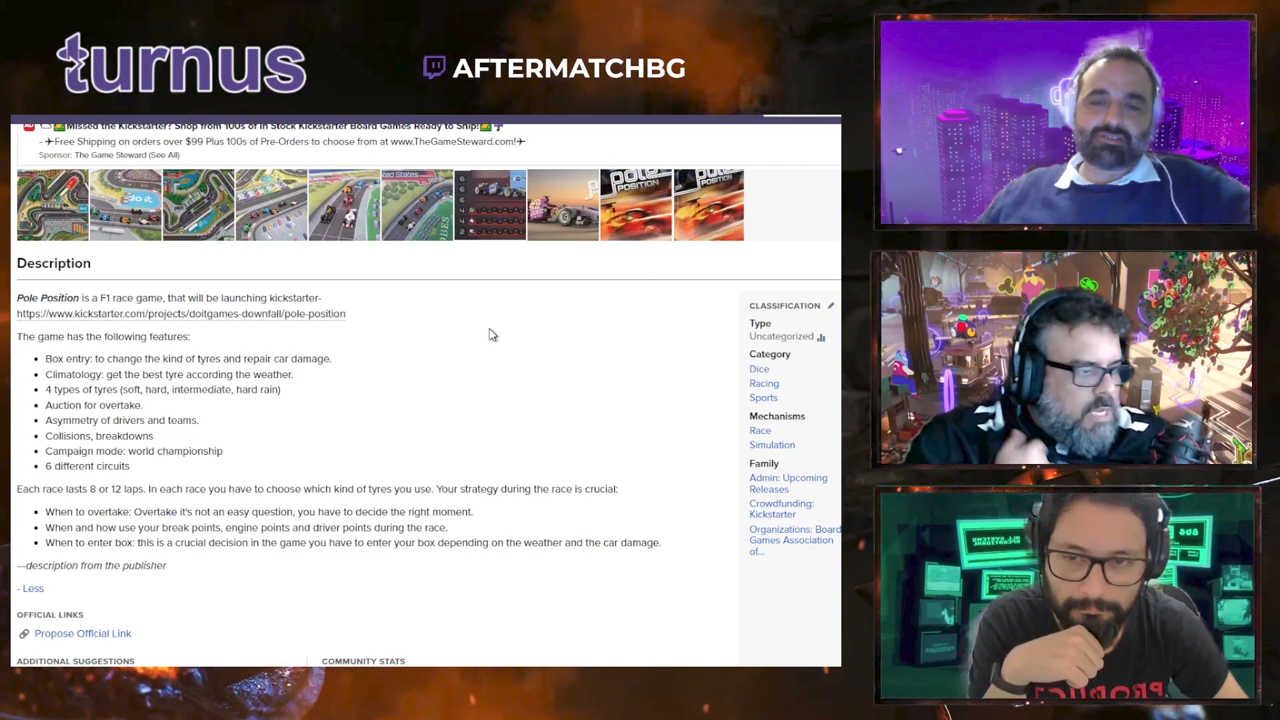 turnus
AFTERMATCHBG
Missed the Kickstarter? Shop from 100s of In Stock Kickstarter Board Games Ready to Ship!
- ✈Free Shipping on orders over $99 Plus 100s of Pre-Orders to choose from at www.TheGameSteward.com!✈
Sponsor: The Game Steward (See All)
POLE POSITION
POSITION
Description
Pole Position is a F1 race game, that will be launching kickstarter-
https://www.kickstarter.com/projects/doitgames-downfall/pole-position
The game has the following features:
• Box entry: to change the kind of tyres and repair car damage.
• Climatology: get the best tyre according the weather.
• 4 types of tyres (soft, hard, intermediate, hard rain)
• Auction for overtake.
• Asymmetry of drivers and teams.
• Collisions, breakdowns
• Campaign mode: world championship
• 6 different circuits
Each race lasts 8 or 12 laps. In each race you have to choose which kind of tyres you use. Your strategy during the race is crucial:
• When to overtake: Overtake it's not an easy question, you have to decide the right moment.
• When and how use your break points, engine points and driver points during the race.
• When to enter box: this is a crucial decision in the game you have to enter your box depending on the weather and the car damage.
—description from the publisher
- Less
OFFICIAL LINKS
Propose Official Link
ADDITIONAL SUGGESTIONS
COMMUNITY STATS
CLASSIFICATION
Type
Uncategorized
Category
Dice
Racing
Sports
Mechanisms
Race
Simulation
Family
Admin: Upcoming
Releases
Crowdfunding:
Kickstarter
Organizations: Board
Games Association
of...